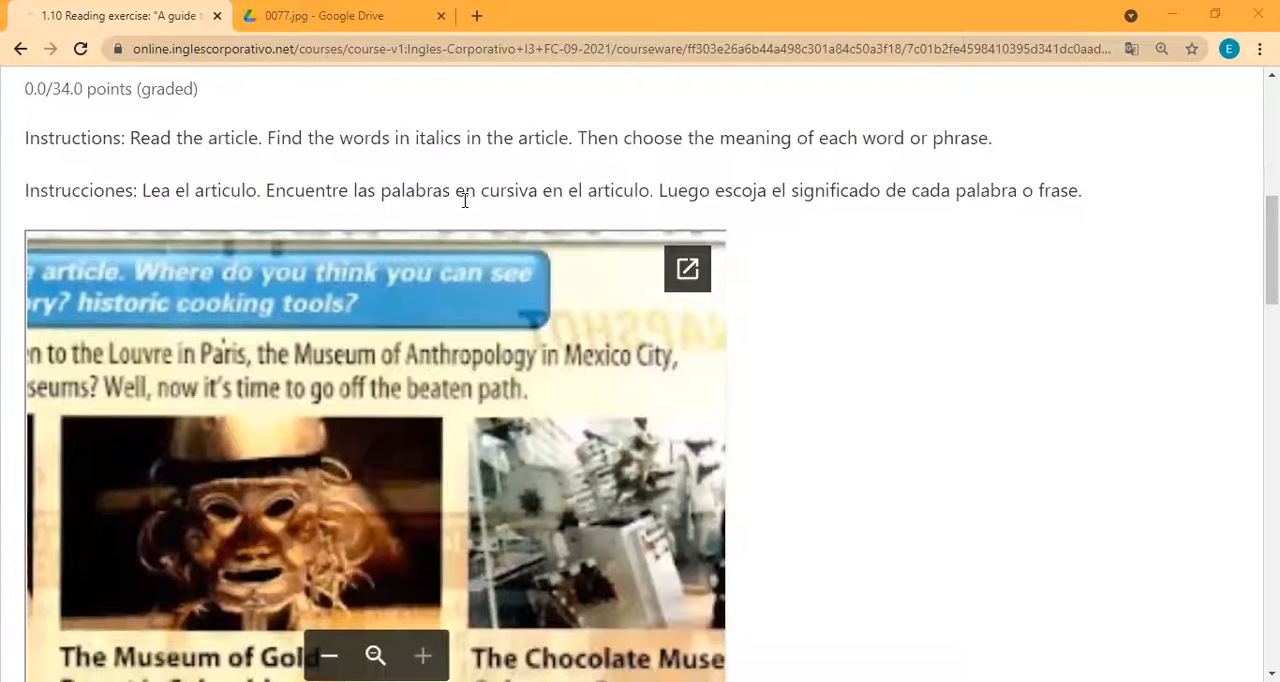 1.10 Reading exercise: "A guide
0077.jpg - Google Drive
online.inglescorporativo.net/courses/course-v1:Ingles-Corporativo+I3+FC-09-2021/courseware/ff303e26a6b44a498c301a84c50a3f18/7c01b2fe4598410395d341dc0aad...
E
0.0/34.0 points (graded)
Instructions: Read the article. Find the words in italics in the article. Then choose the meaning of each word or phrase.
Instrucciones: Lea el articulo. Encuentre las palabras en cursiva en el articulo. Luego escoja el significado de cada palabra o frase.
article. Where do you think you can see
ry? historic cooking tools?
n to the Louvre in Paris, the Museum of Anthropology in Mexico City,
seums? Well, now it's time to go off the beaten path.
The Museum of Gold
The Chocolate Muse